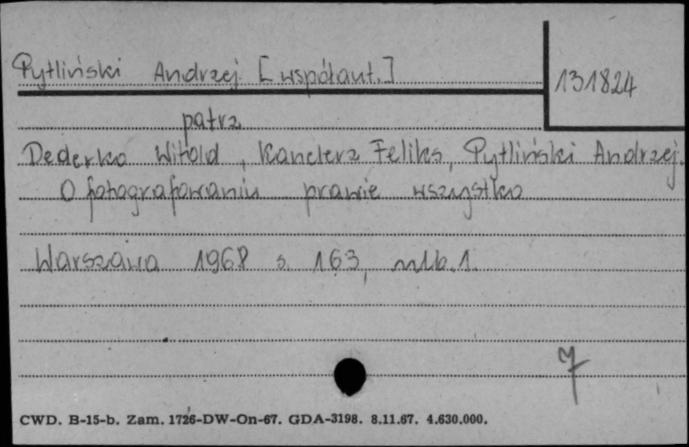 Pytliński Andrzej [współaut.]
131824
patrz
Dederko Witold, Kanclerz Feliks, Pytliński Andrzej.
O fotografowaniu prawie wszystko
Warszawa 1968 s. 163, nlb. 1.
7
CWD. B-15-b. Zam. 1726-DW-On-67. GDA-3198. 8.11.67. 4.630.000.